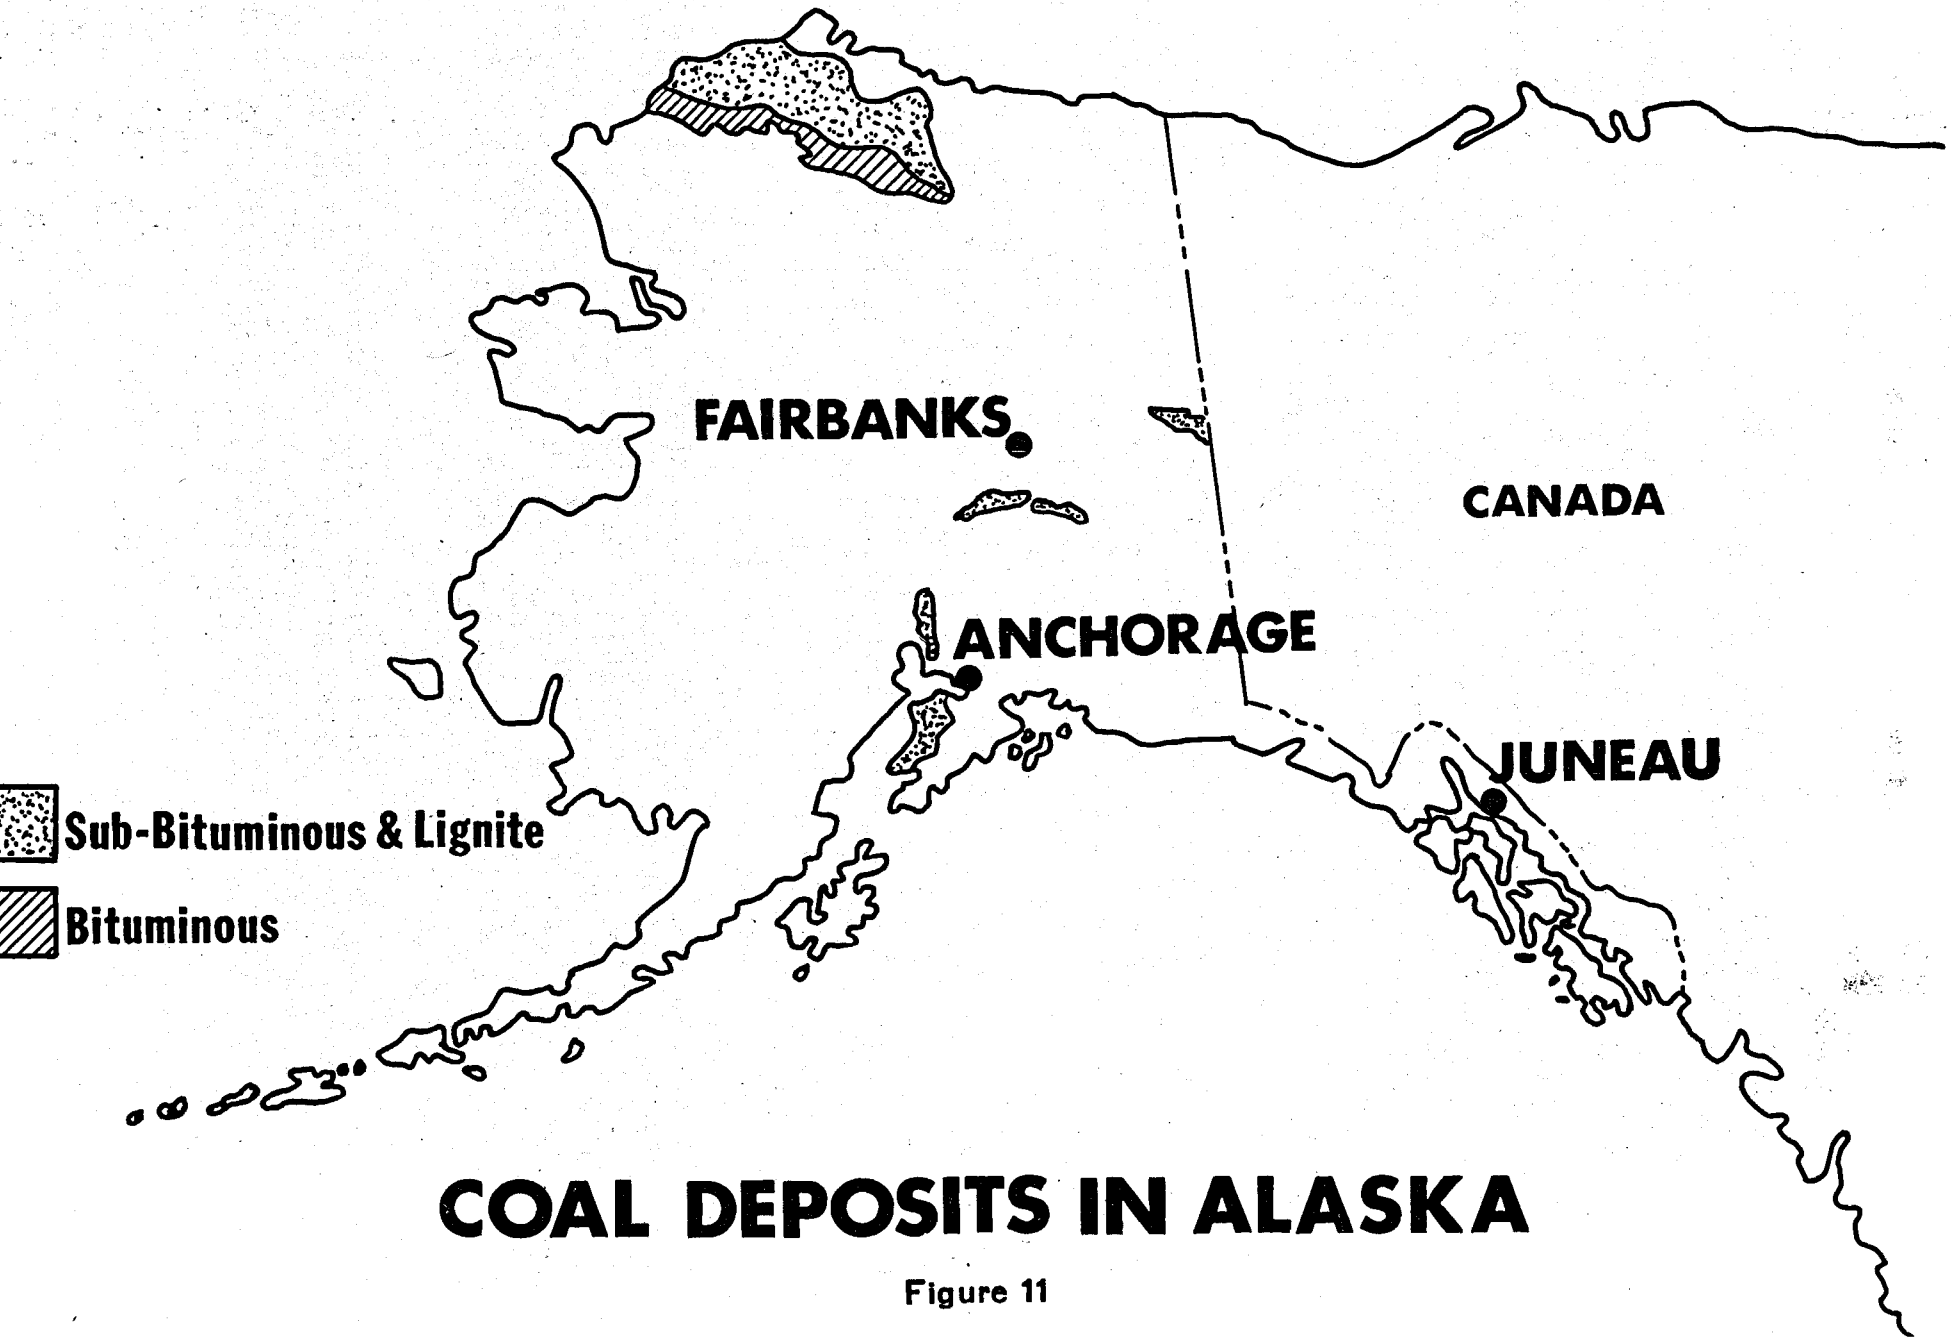 FAIRBANKS
CANADA
ANCHORAGE
JUNEAU
Sub-Bituminous & Lignite
Bituminous
COAL DEPOSITS IN ALASKA
Figure 11